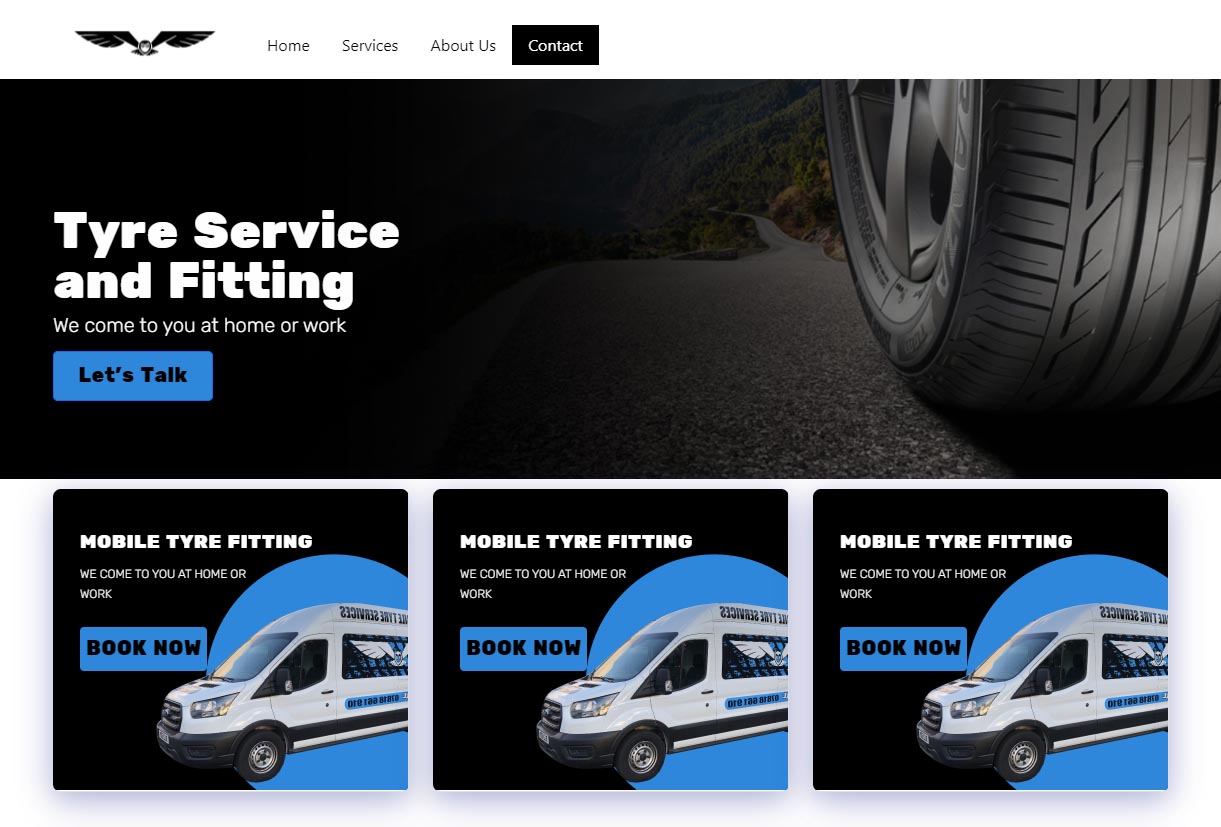 Home
Services
About Us
Contact
Tyre Service
and Fitting
We come to you at home or work
Let's Talk
MOBILE TYRE FITTING
WE COME TO YOU AT HOME OR
WORK
BOOK NOW
MOBILE TYRE FITTING
WE COME TO YOU AT HOME OR
WORK
BOOK NOW
MOBILE TYRE FITTING
WE COME TO YOU AT HOME OR
WORK
BOOK NOW